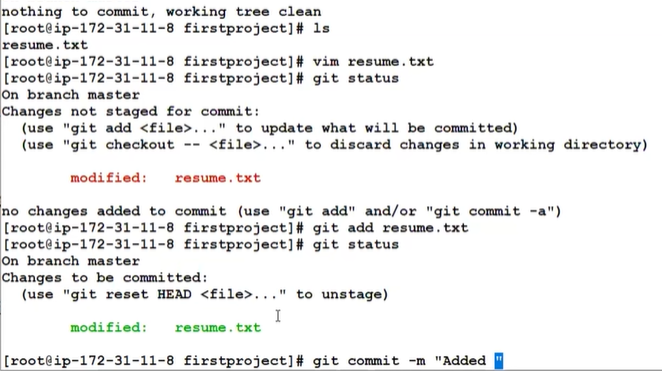 nothing to commit, working tree clean
[root@ip-172-31-11-8 firstproject]# ls
resume.txt
[root@ip-172-31-11-8 firstproject]# vim resume.txt
[root@ip-172-31-11-8 firstproject]# git status
On branch master
Changes not staged for commit:
  (use "git add <file>..." to update what will be committed)
  (use "git checkout -- <file>..." to discard changes in working directory)
        modified:   resume.txt
no changes added to commit (use "git add" and/or "git commit -a")
[root@ip-172-31-11-8 firstproject]# git add resume.txt
[root@ip-172-31-11-8 firstproject]# git status
On branch master
Changes to be committed:
  (use "git reset HEAD <file>..." to unstage)
        modified:   resume.txt
[root@ip-172-31-11-8 firstproject]# git commit -m "Added "